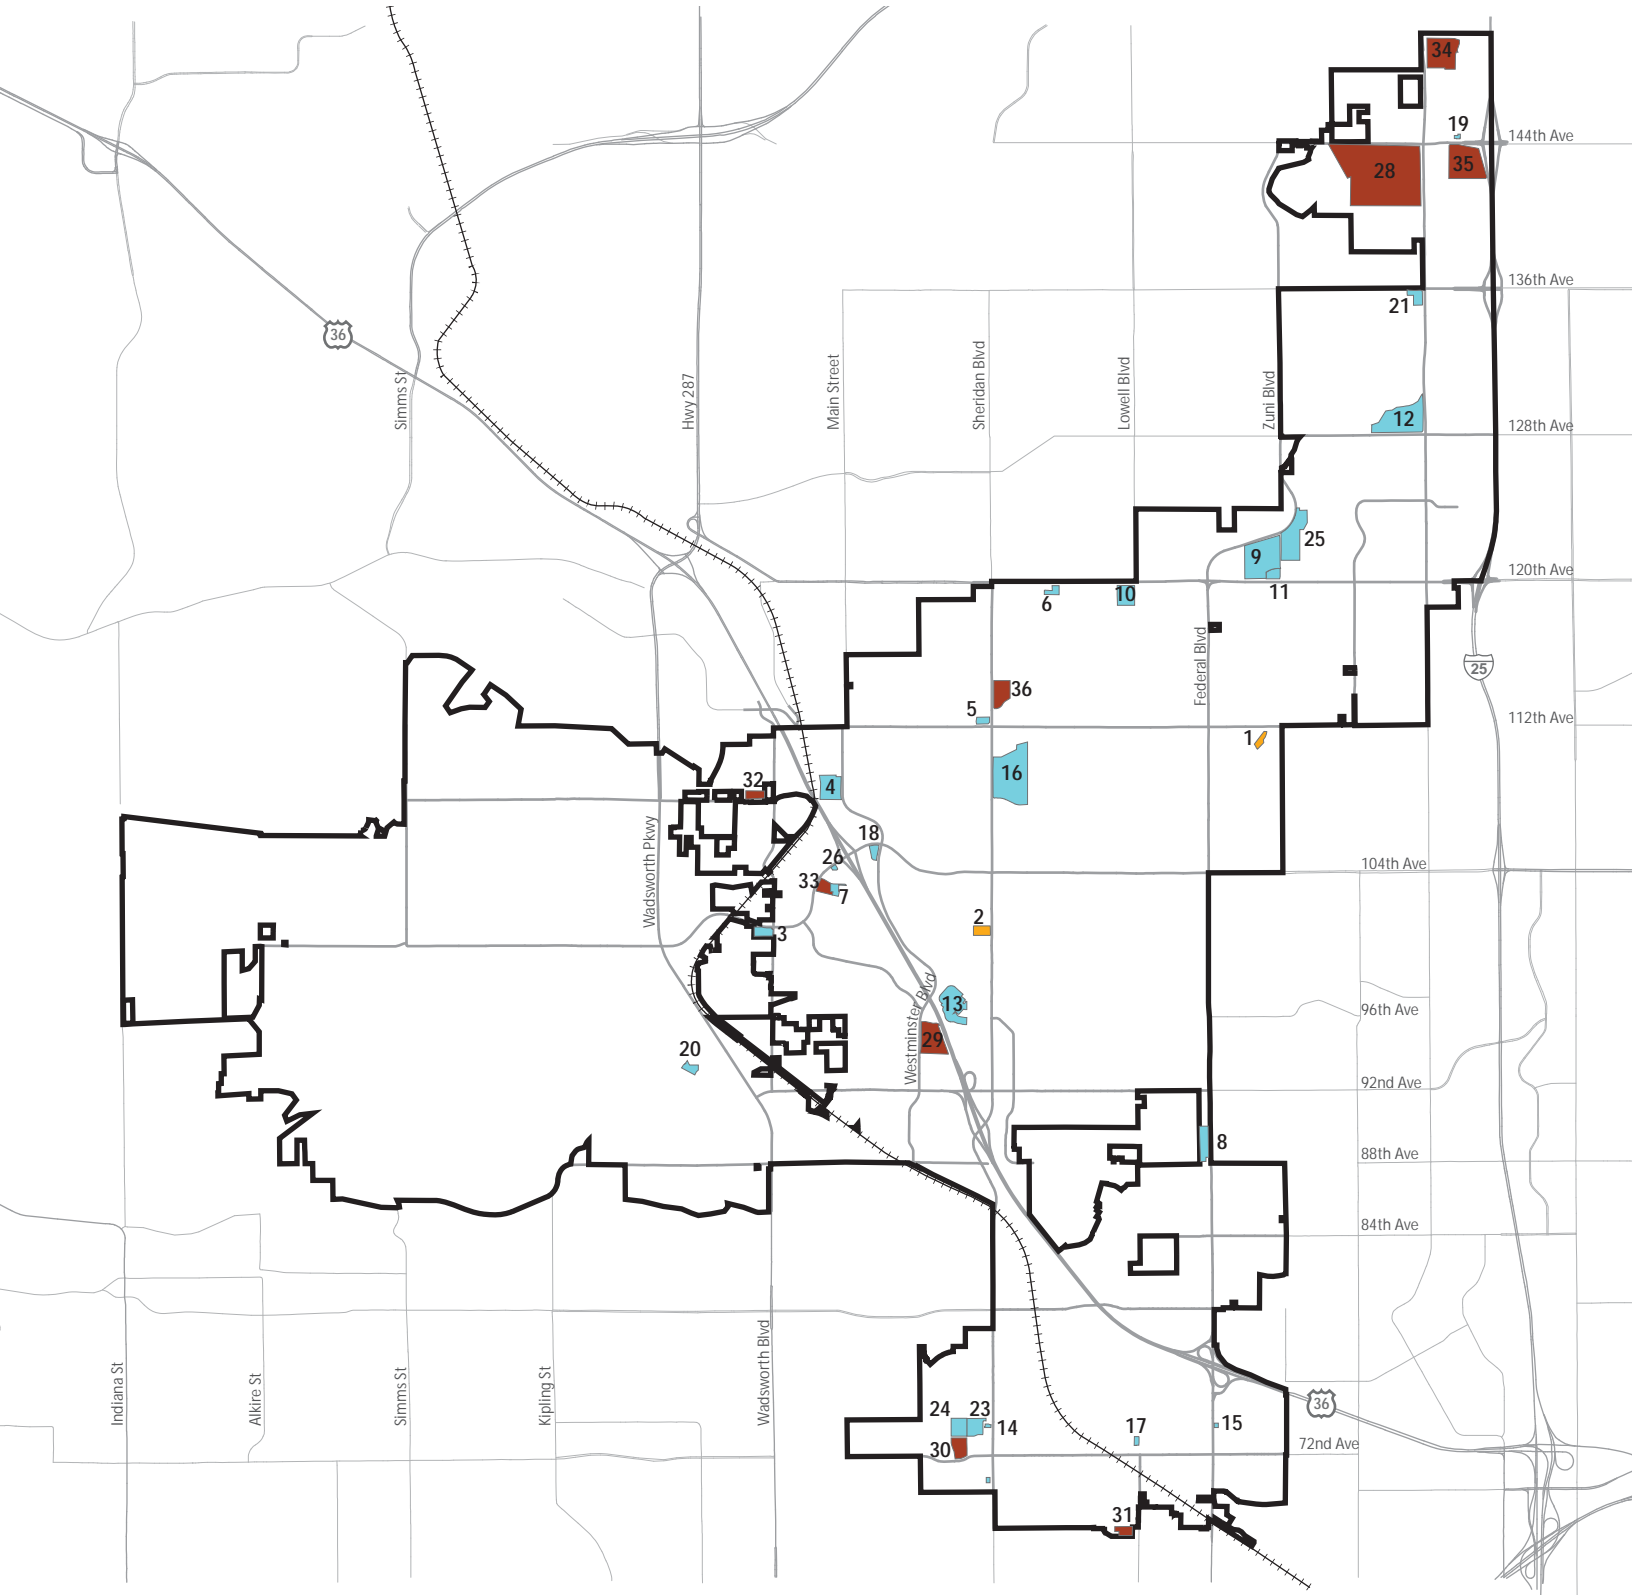 34
19
144th Ave
28
35
136th Ave
21
36
Simms St
Hwy 287
Main Street
Sheridan Blvd
Lowell Blvd
Zuni Blvd
12
128th Ave
25
9
120th Ave
6
10
11
Federal Blvd
25
36
5
112th Ave
1
16
32
4
18
Wadsworth Pkwy
26
33
7
104th Ave
2
3
13
Westminster Blvd
96th Ave
29
20
92nd Ave
8
88th Ave
84th Ave
Indiana St
Alkire St
Simms St
Kipling St
Wadsworth Blvd
36
24
23
14
17
15
30
72nd Ave
31